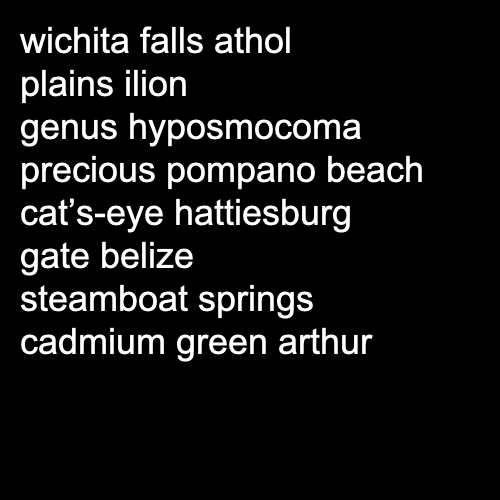 wichita falls athol
plains ilion
genus hyposmocoma
precious pompano beach
cat’s-eye hattiesburg
gate belize
steamboat springs
cadmium green arthur